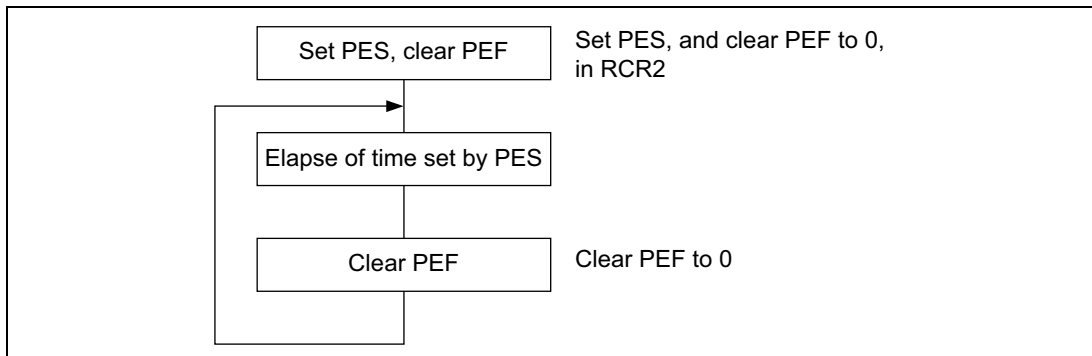 Set PES, clear PEF
Set PES, and clear PEF to 0,
in RCR2
Elapse of time set by PES
Clear PEF
Clear PEF to 0